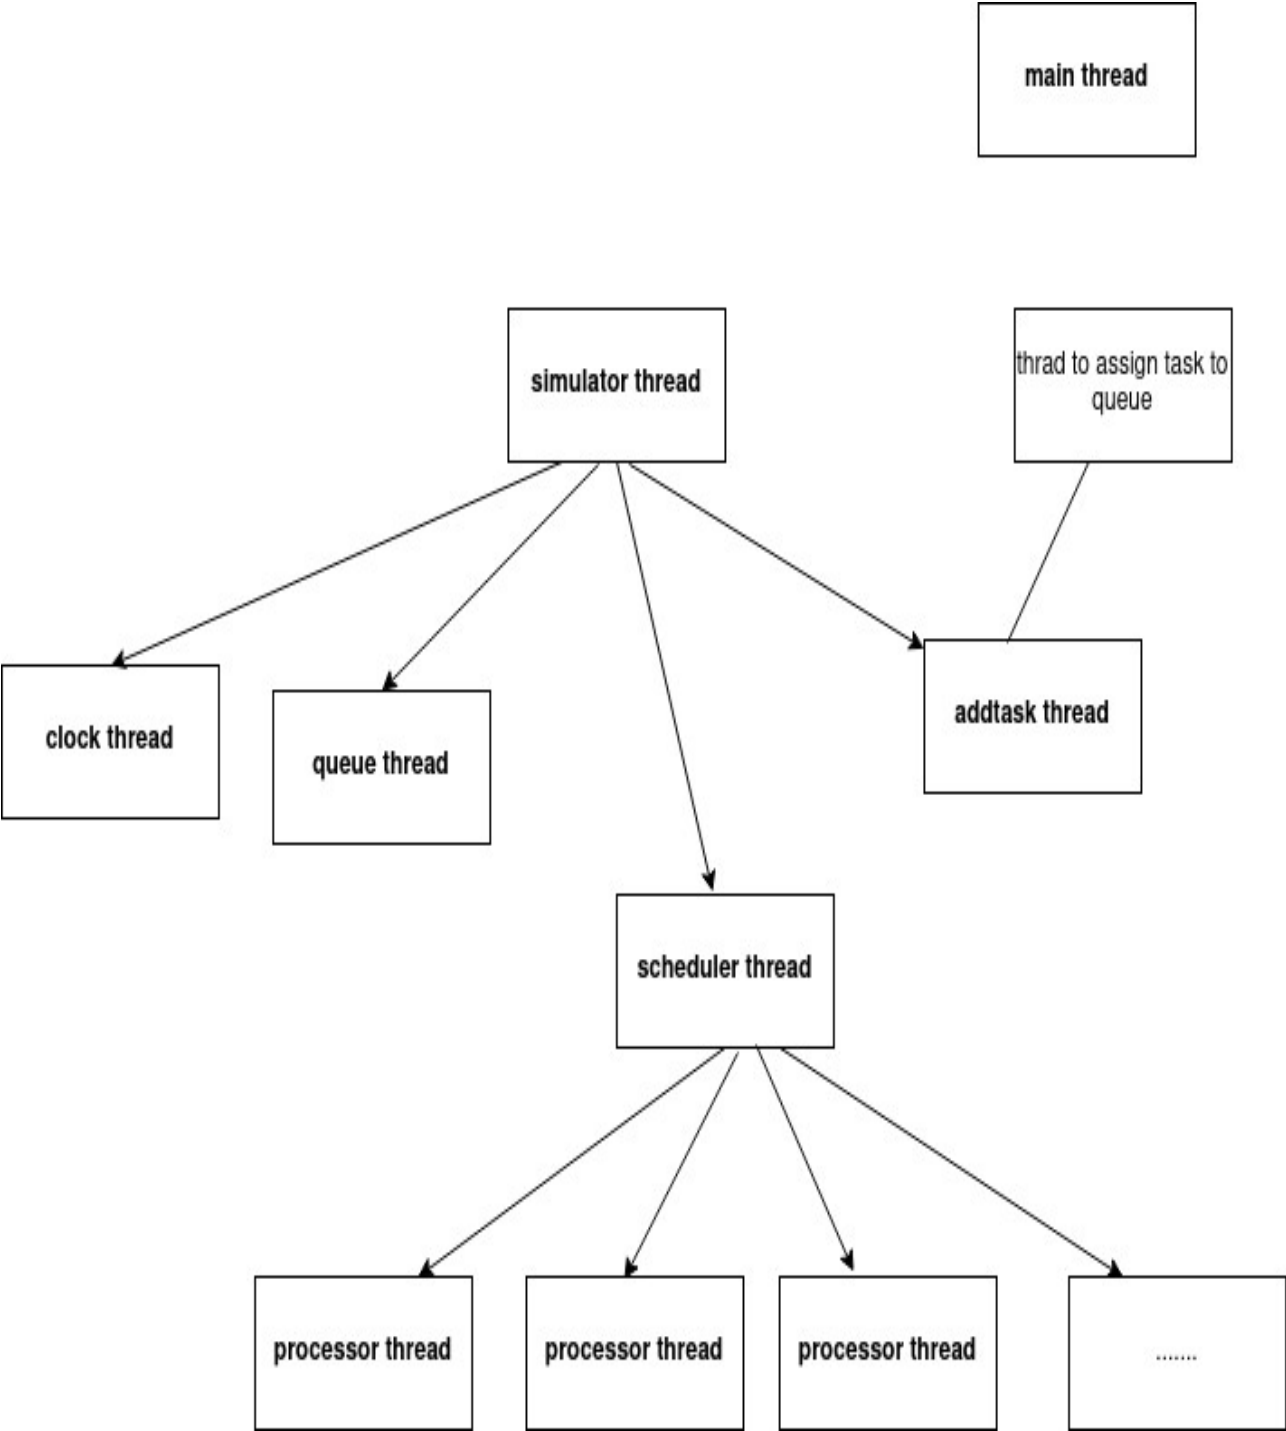 main thread
simulator thread
thrad to assign task to
queue
clock thread
queue thread
addtask thread
scheduler thread
processor thread
processor thread
processor thread
.......